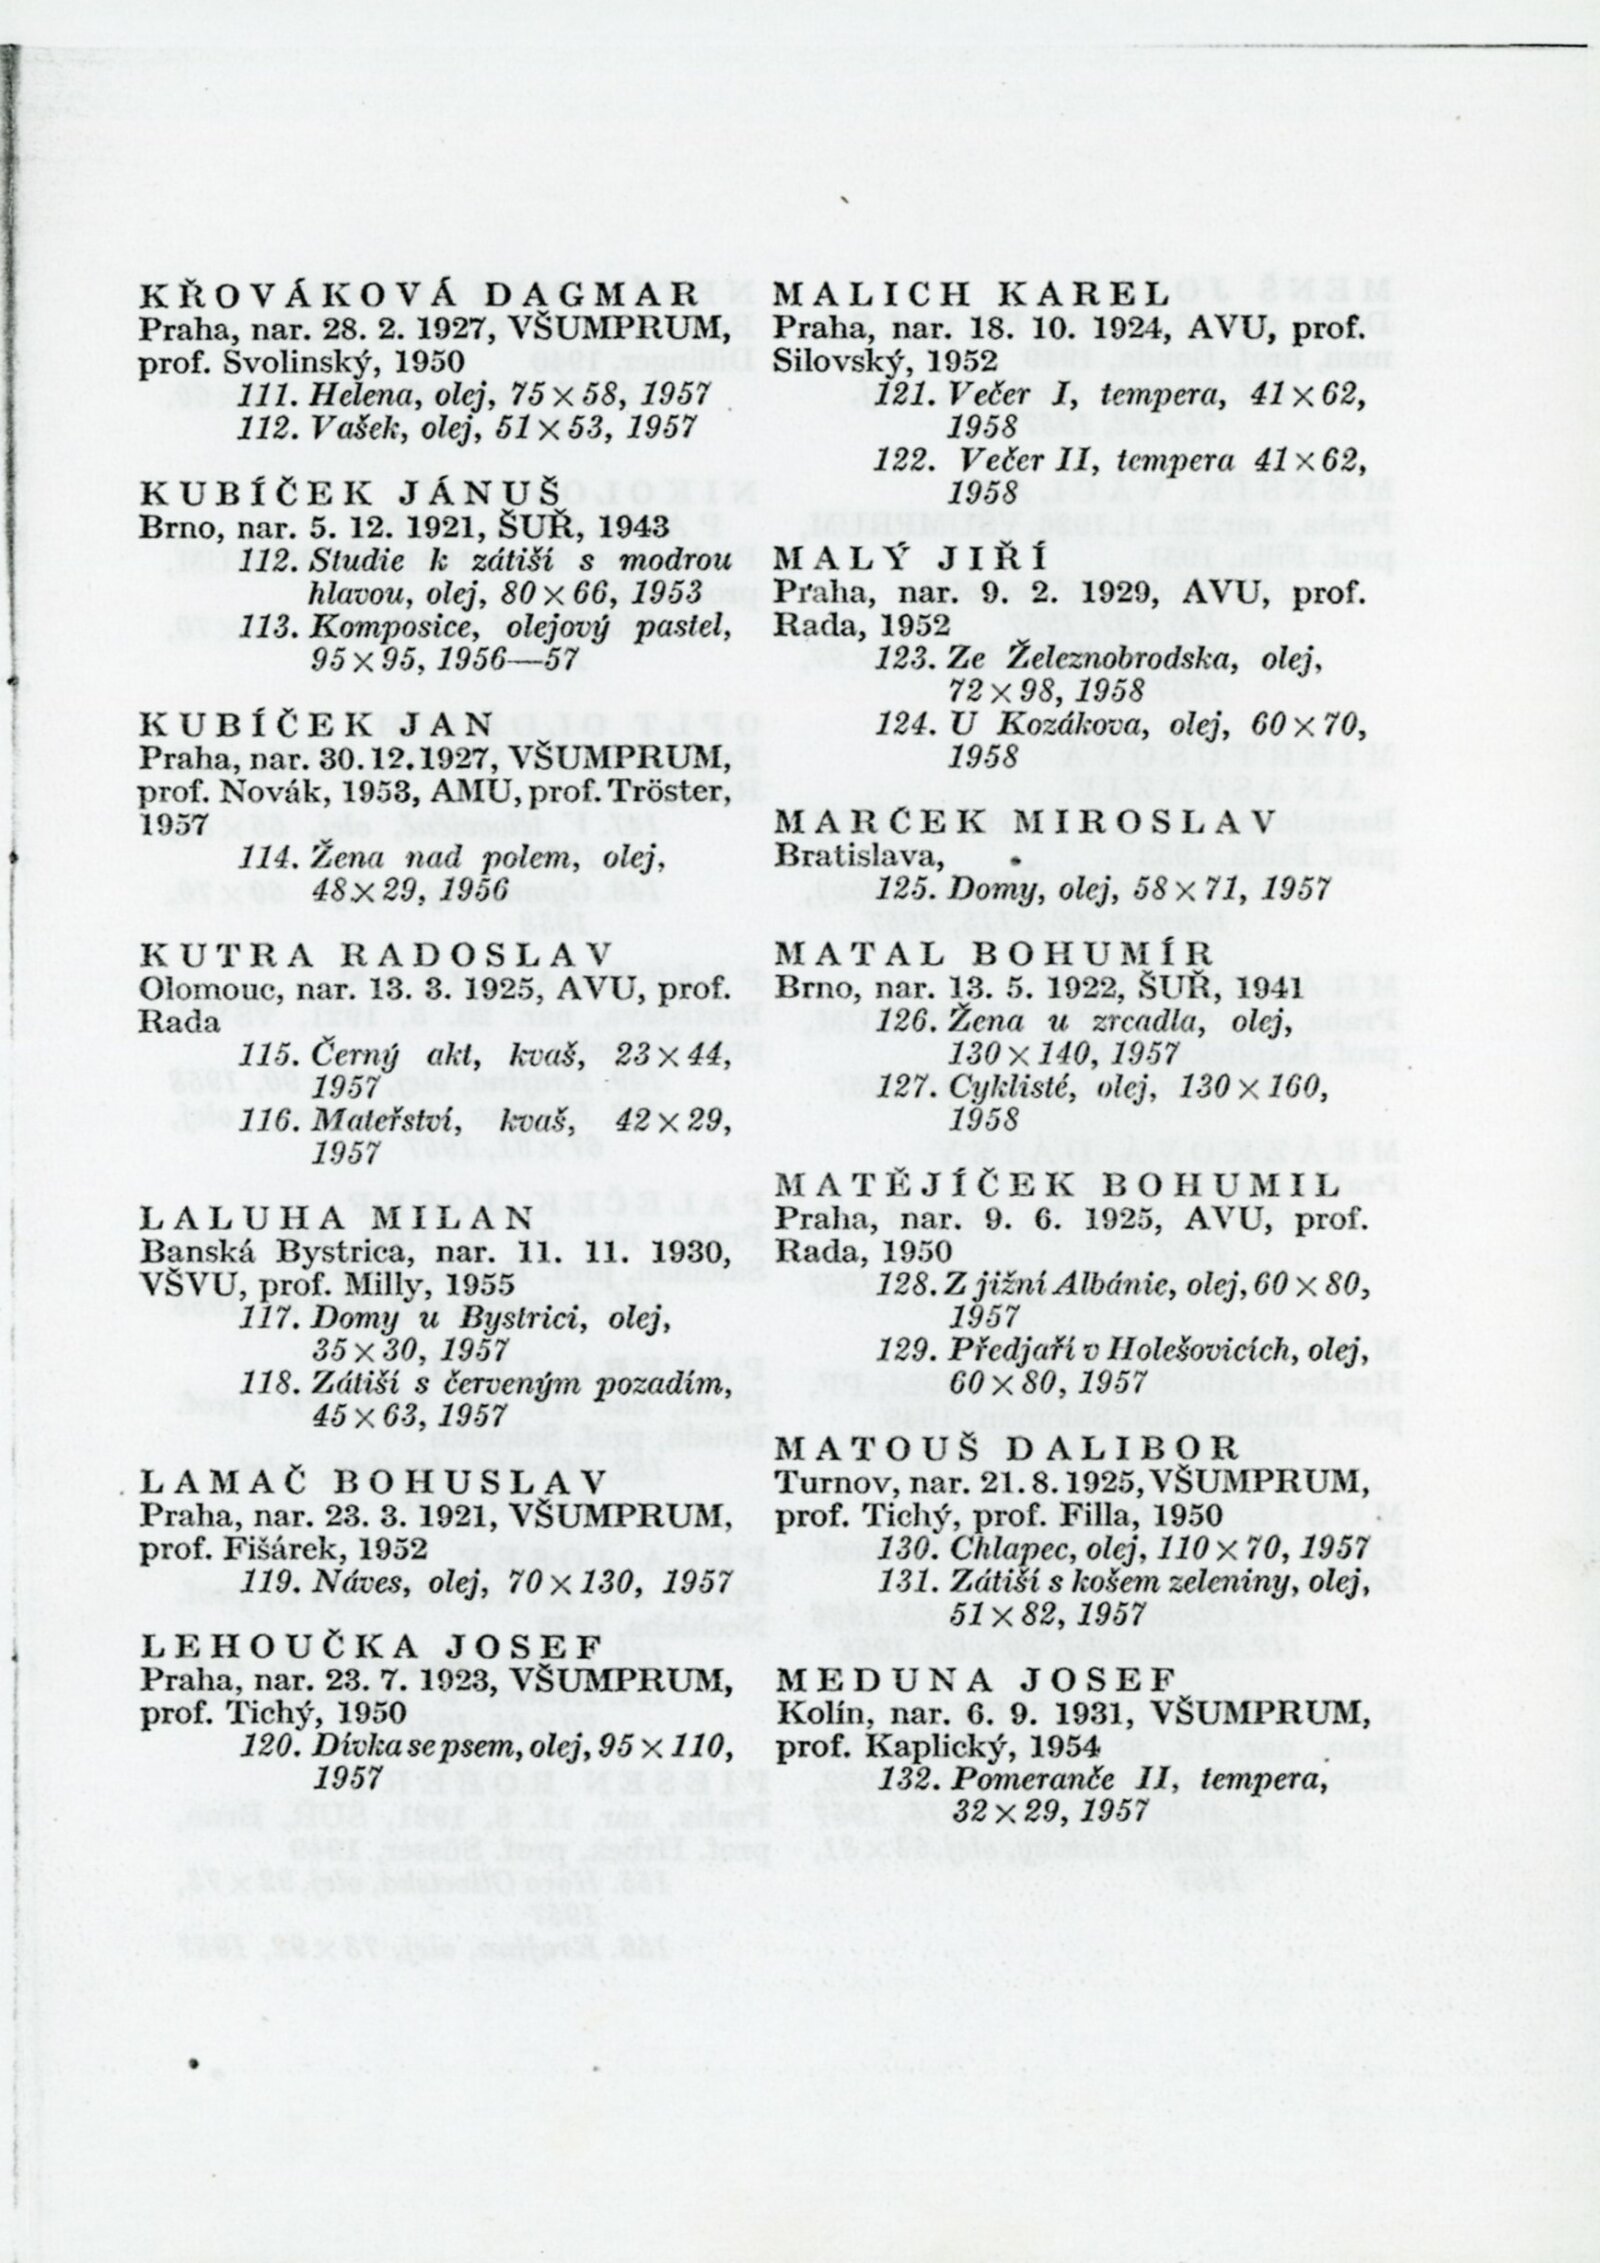 KŘOVÁKOVÁ DAGMAR
Praha, nar. 28. 2. 1927, VŠUMPRUM,
prof. Svolinský, 1950
111. Helena, olej, 75×58, 1957
112. Vašek, olej, 51×53, 1957
KUBÍČEK JÁNUŠ
Brno, nar. 5. 12. 1921, ŠUŘ, 1943
112. Studie k zátiší s modrou
hlavou, olej, 80×66, 1953
113. Komposice, olejový pastel,
95×95, 1956—57
KUBÍČEK JAN
Praha, nar. 30. 12. 1927, VŠUMPRUM,
prof. Novák, 1953, AMU, prof. Tröster,
1957
114. Žena nad polem, olej,
48×29, 1956
KUTRA RADOSLAV
Olomouc, nar. 13. 3. 1925, AVU, prof.
Rada
115. Černý akt, kvaš, 23×44,
1957
116. Mateřství, kvaš, 42×29,
1957
LALUHA MILAN
Banská Bystrica, nar. 11. 11. 1930,
VŠVU, prof. Milly, 1955
117. Domy u Bystrici, olej,
35×30, 1957
118. Zátiší s červeným pozadím,
45×63, 1957
LAMAČ BOHUSLAV
Praha, nar. 23. 3. 1921, VŠUMPRUM,
prof. Fišárek, 1952
119. Náves, olej, 70×130, 1957
LEHOUČKA JOSEF
Praha, nar. 23. 7. 1923, VŠUMPRUM,
prof. Tichý, 1950
120. Dívka se psem, olej, 95×110,
1957
MALICH KAREL
Praha, nar. 18. 10. 1924, AVU, prof.
Silovský, 1952
121. Večer I, tempera, 41×62,
1958
122. Večer II, tempera 41×62,
1958
MALÝ JIŘÍ
Praha, nar. 9. 2. 1929, AVU, prof.
Rada, 1952
123. Ze Železnobrodska, olej,
72×98, 1958
124. U Kozákova, olej, 60×70,
1958
MARČEK MIROSLAV
Bratislava,
125. Domy, olej, 58×71, 1957
MATAL BOHUMÍR
Brno, nar. 13. 5. 1922, ŠUŘ, 1941
126. Žena u zrcadla, olej,
130×140, 1957
127. Cyklisté, olej, 130×160,
1958
MATĚJÍČEK BOHUMIL
Praha, nar. 9. 6. 1925, AVU, prof.
Rada, 1950
128. Z jižní Albánie, olej, 60×80,
1957
129. Předjaří v Holešovicích, olej,
60×80, 1957
MATOUŠ DALIBOR
Turnov, nar. 21. 8. 1925, VŠUMPRUM,
prof. Tichý, prof. Filla, 1950
130. Chlapec, olej, 110×70, 1957
131. Zátiší s košem zeleniny, olej,
51×82, 1957
MEDUNA JOSEF
Kolín, nar. 6. 9. 1931, VŠUMPRUM,
prof. Kaplický, 1954
132. Pomeranče II, tempera,
32×29, 1957